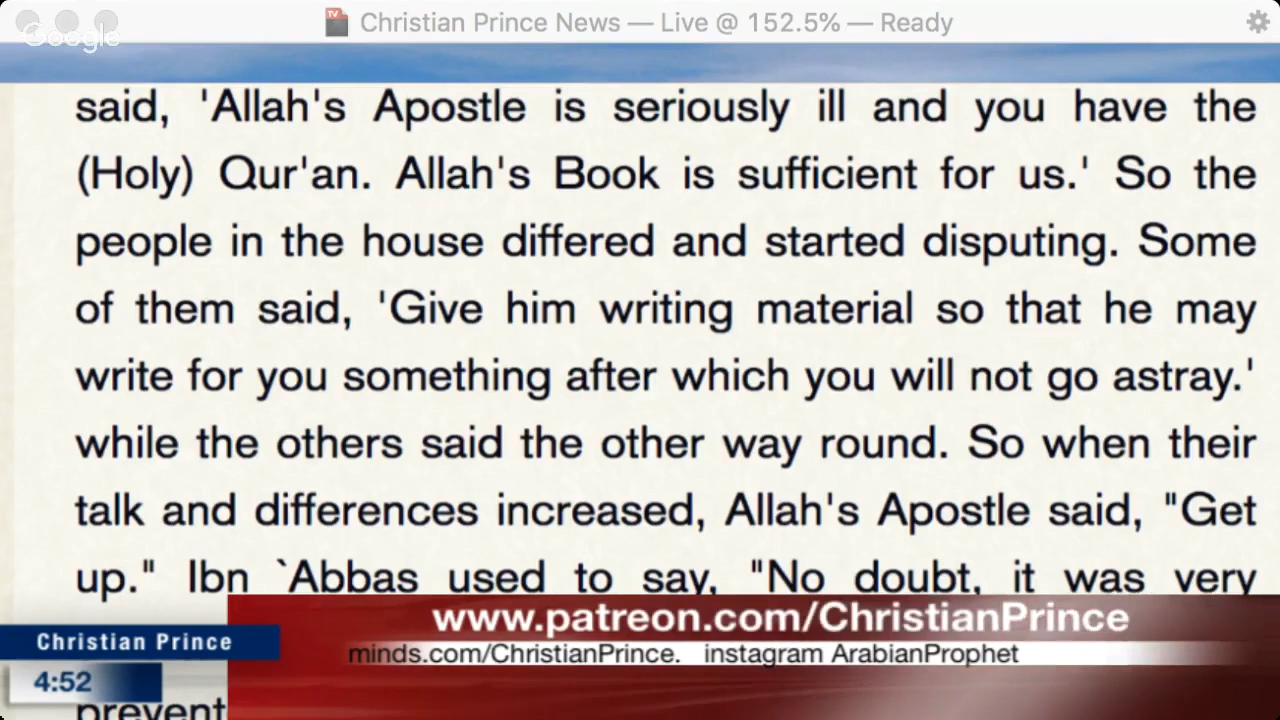 Christian Prince News — Live @ 152.5% — Ready
Google
said, 'Allah's Apostle is seriously ill and you have the
(Holy) Qur'an. Allah's Book is sufficient for us.' So the
people in the house differed and started disputing. Some
of them said, 'Give him writing material so that he may
write for you something after which you will not go astray.'
while the others said the other way round. So when their
talk and differences increased, Allah's Apostle said, "Get
up." Ibn `Abbas used to say, "No doubt, it was very
www.patreon.com/ChristianPrince
Christian Prince
minds.com/ChristianPrince. instagram ArabianProphet
4:52
prevent
TV